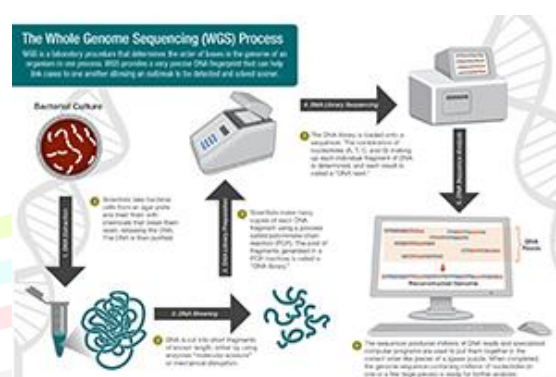 The Whole Genome Sequencing (WGS) Process
WGS is a laboratory procedure that determines the order of bases in the genome of an
organism in one process. WGS provides a very precise DNA fingerprint that can help
link cases to one another allowing an outbreak to be detected and solved sooner.
Bacterial Culture
1. DNA Extraction
Scientists take bacterial
cells from an agar plate
and treat them with
chemicals that break them
open, releasing the DNA.
The DNA is then purified.
2. DNA Shearing
DNA is cut into short fragments
of known length, either by using
enzymes "molecular scissors"
or mechanical disruption.
3. DNA Library Preparation
Scientists make many
copies of each DNA
fragment using a process
called polymerase chain
reaction (PCR). The pool of
fragments generated in a
PCR machine is called a
"DNA library."
4. DNA Library Sequencing
The DNA library is loaded onto a
sequencer. The combination of
nucleotides (A, T, C, and G) making
up each individual fragment of DNA
is determined, and each result is
called a "DNA read."
5. DNA Sequence Analysis
DNA
Reads
Reconstructed Genome
The sequencer produces millions of DNA reads and specialized
computer programs are used to put them together in the
correct order like pieces of a jigsaw puzzle. When completed,
the genome sequences containing millions of nucleotides (in
one or a few large pieces) is ready for further analysis.